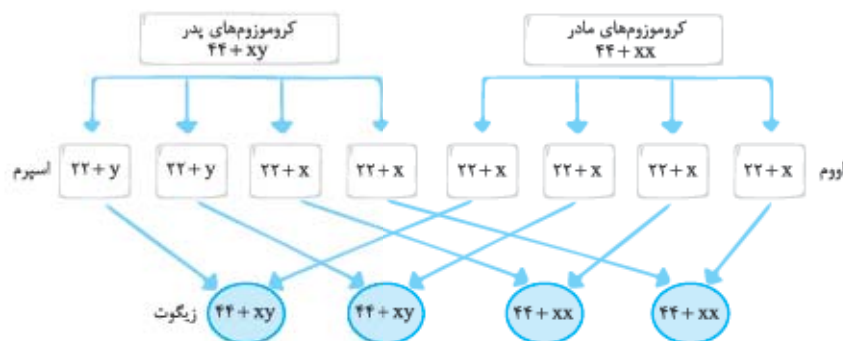 کروموزوم‌های مادر
۴۴+xx
کروموزوم‌های پدر
۴۴+xy
اووم
۲۲+x
۲۲+x
۲۲+x
۲۲+x
۲۲+x
۲۲+x
۲۲+y
۲۲+y
اسپرم
۴۴+xx
۴۴+xx
۴۴+xy
۴۴+xy
زیگوت